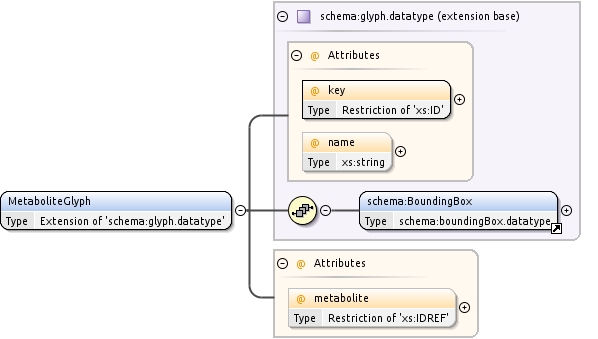 schema:glyph.datatype (extension base)
@ Attributes
@ key
Type Restriction of 'xs:ID'
@ name
Type xs:string
MetaboliteGlyph
Type Extension of 'schema:glyph.datatype'
schema:BoundingBox
Type schema:boundingBox.datatype
@ Attributes
@ metabolite
Type Restriction of 'xs:IDREF'